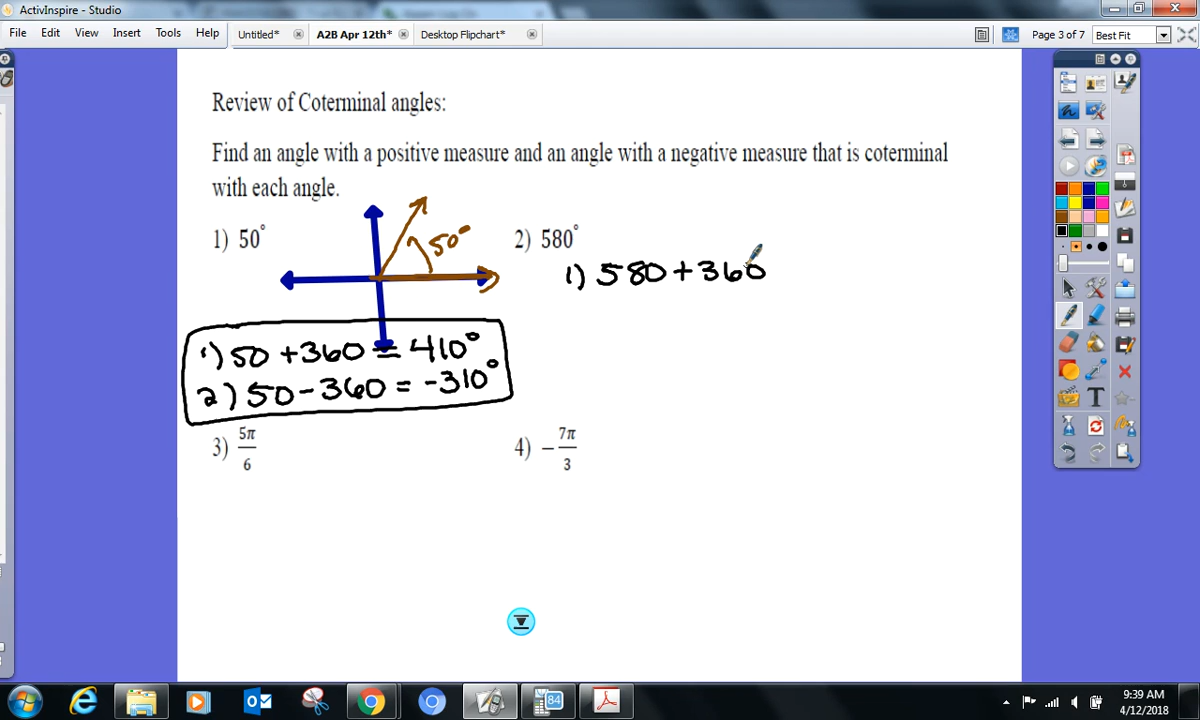 ActivInspire - Studio
File Edit View Insert Tools Help Untitled* A2B Apr 12th* Desktop Flipchart* Page 3 of 7 Best Fit
Review of Coterminal angles:
Find an angle with a positive measure and an angle with a negative measure that is coterminal
with each angle.
1) 50°
50°
2) 580°
1) 580+360
1) 50 +360 = 410°
2) 50-360 = -310°
3) 5π/6
4) -7π/3
T
84
9:39 AM
4/12/2018